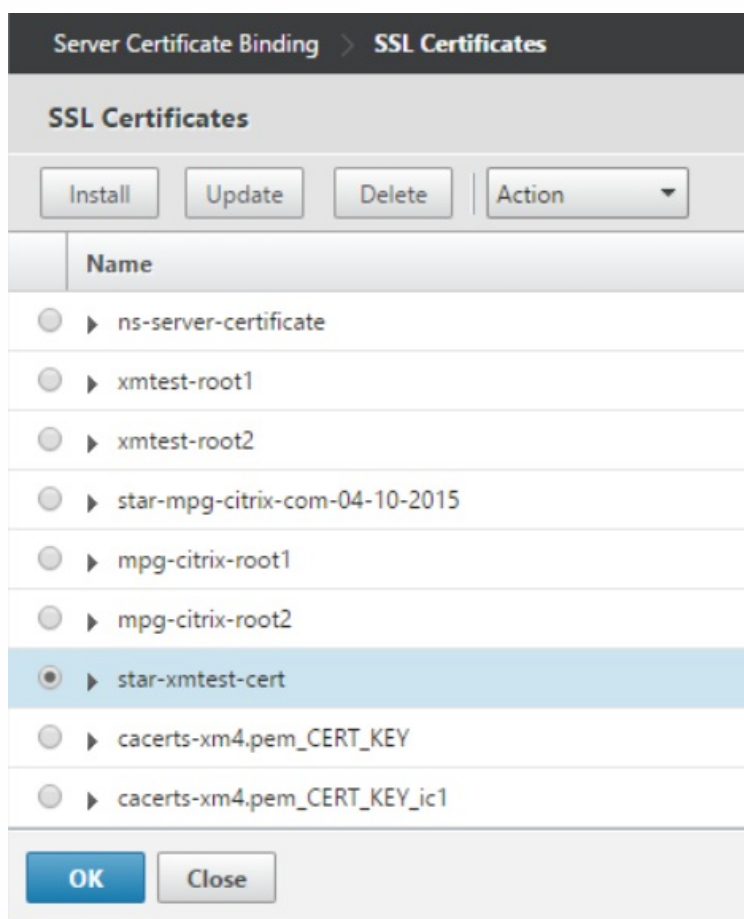 Server Certificate Binding > SSL Certificates
SSL Certificates
Install Update Delete Action
Name
ns-server-certificate
xmtest-root1
xmtest-root2
star-mpg-citrix-com-04-10-2015
mpg-citrix-root1
mpg-citrix-root2
star-xmtest-cert
cacerts-xm4.pem_CERT_KEY
cacerts-xm4.pem_CERT_KEY_ic1
OK Close